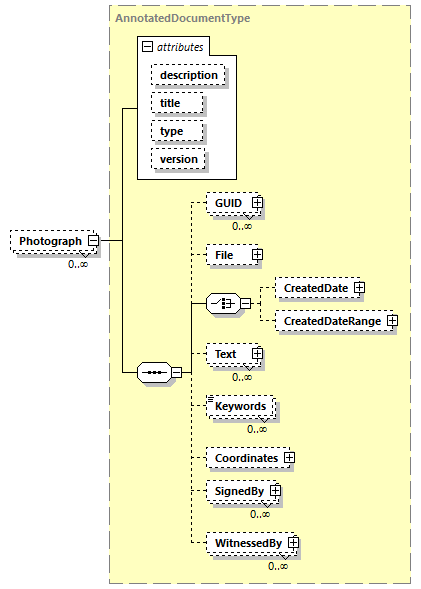 AnnotatedDocumentType
attributes
description
title
type
version
Photograph
0..∞
GUID
0..∞
File
CreatedDate
CreatedDateRange
Text
0..∞
Keywords
0..∞
Coordinates
SignedBy
0..∞
WitnessedBy
0..∞